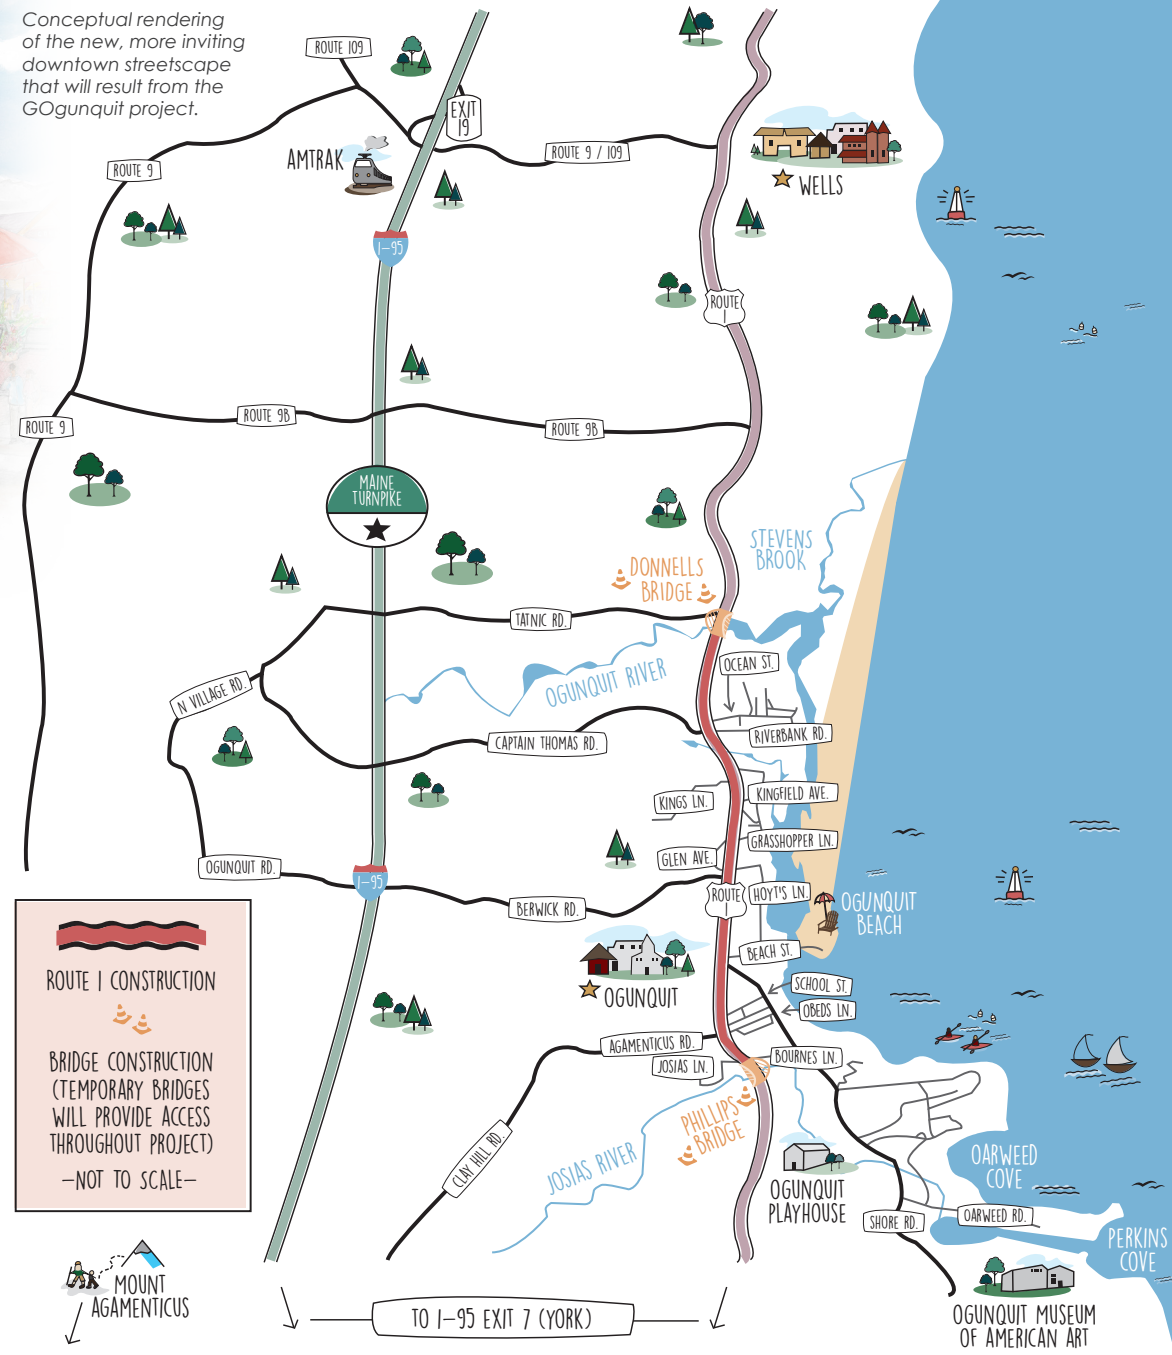 Conceptual rendering
of the new, more inviting
downtown streetscape
that will result from the
GOgunquit project.
ROUTE 109
EXIT
19
AMTRAK
ROUTE 9 / 109
ROUTE 9
WELLS
I-95
ROUTE
1
ROUTE 9
ROUTE 9B
ROUTE 9B
MAINE
TURNPIKE
STEVENS
BROOK
DONNELLS
BRIDGE
TATNIC RD.
OCEAN ST.
N VILLAGE RD.
OGUNQUIT RIVER
RIVERBANK RD.
CAPTAIN THOMAS RD.
KINGS LN.
KINGFIELD AVE.
GRASSHOPPER LN.
GLEN AVE.
OGUNQUIT RD.
I-95
BERWICK RD.
ROUTE
1
HOYT'S LN.
OGUNQUIT
BEACH
BEACH ST.
OGUNQUIT
SCHOOL ST.
OBEDS LN.
AGAMENTICUS RD.
JOSIAS LN.
BOURNES LN.
PHILLIPS
BRIDGE
CLAY HILL RD.
JOSIAS RIVER
OGUNQUIT
PLAYHOUSE
OARWEED
COVE
SHORE RD.
OARWEED RD.
PERKINS
COVE
OGUNQUIT MUSEUM
OF AMERICAN ART
ROUTE 1 CONSTRUCTION
BRIDGE CONSTRUCTION
(TEMPORARY BRIDGES
WILL PROVIDE ACCESS
THROUGHOUT PROJECT)
–NOT TO SCALE–
MOUNT
AGAMENTICUS
TO I-95 EXIT 7 (YORK)